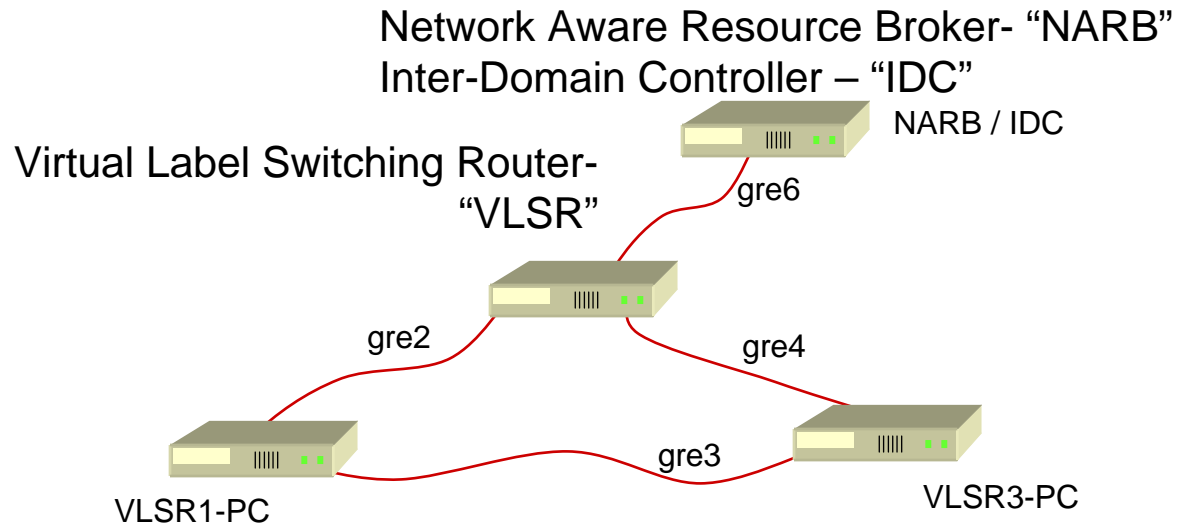 Network Aware Resource Broker- “NARB”
Inter-Domain Controller – “IDC”
NARB / IDC
Virtual Label Switching Router-
“VLSR”
gre6
gre2
gre4
gre3
VLSR1-PC
VLSR3-PC